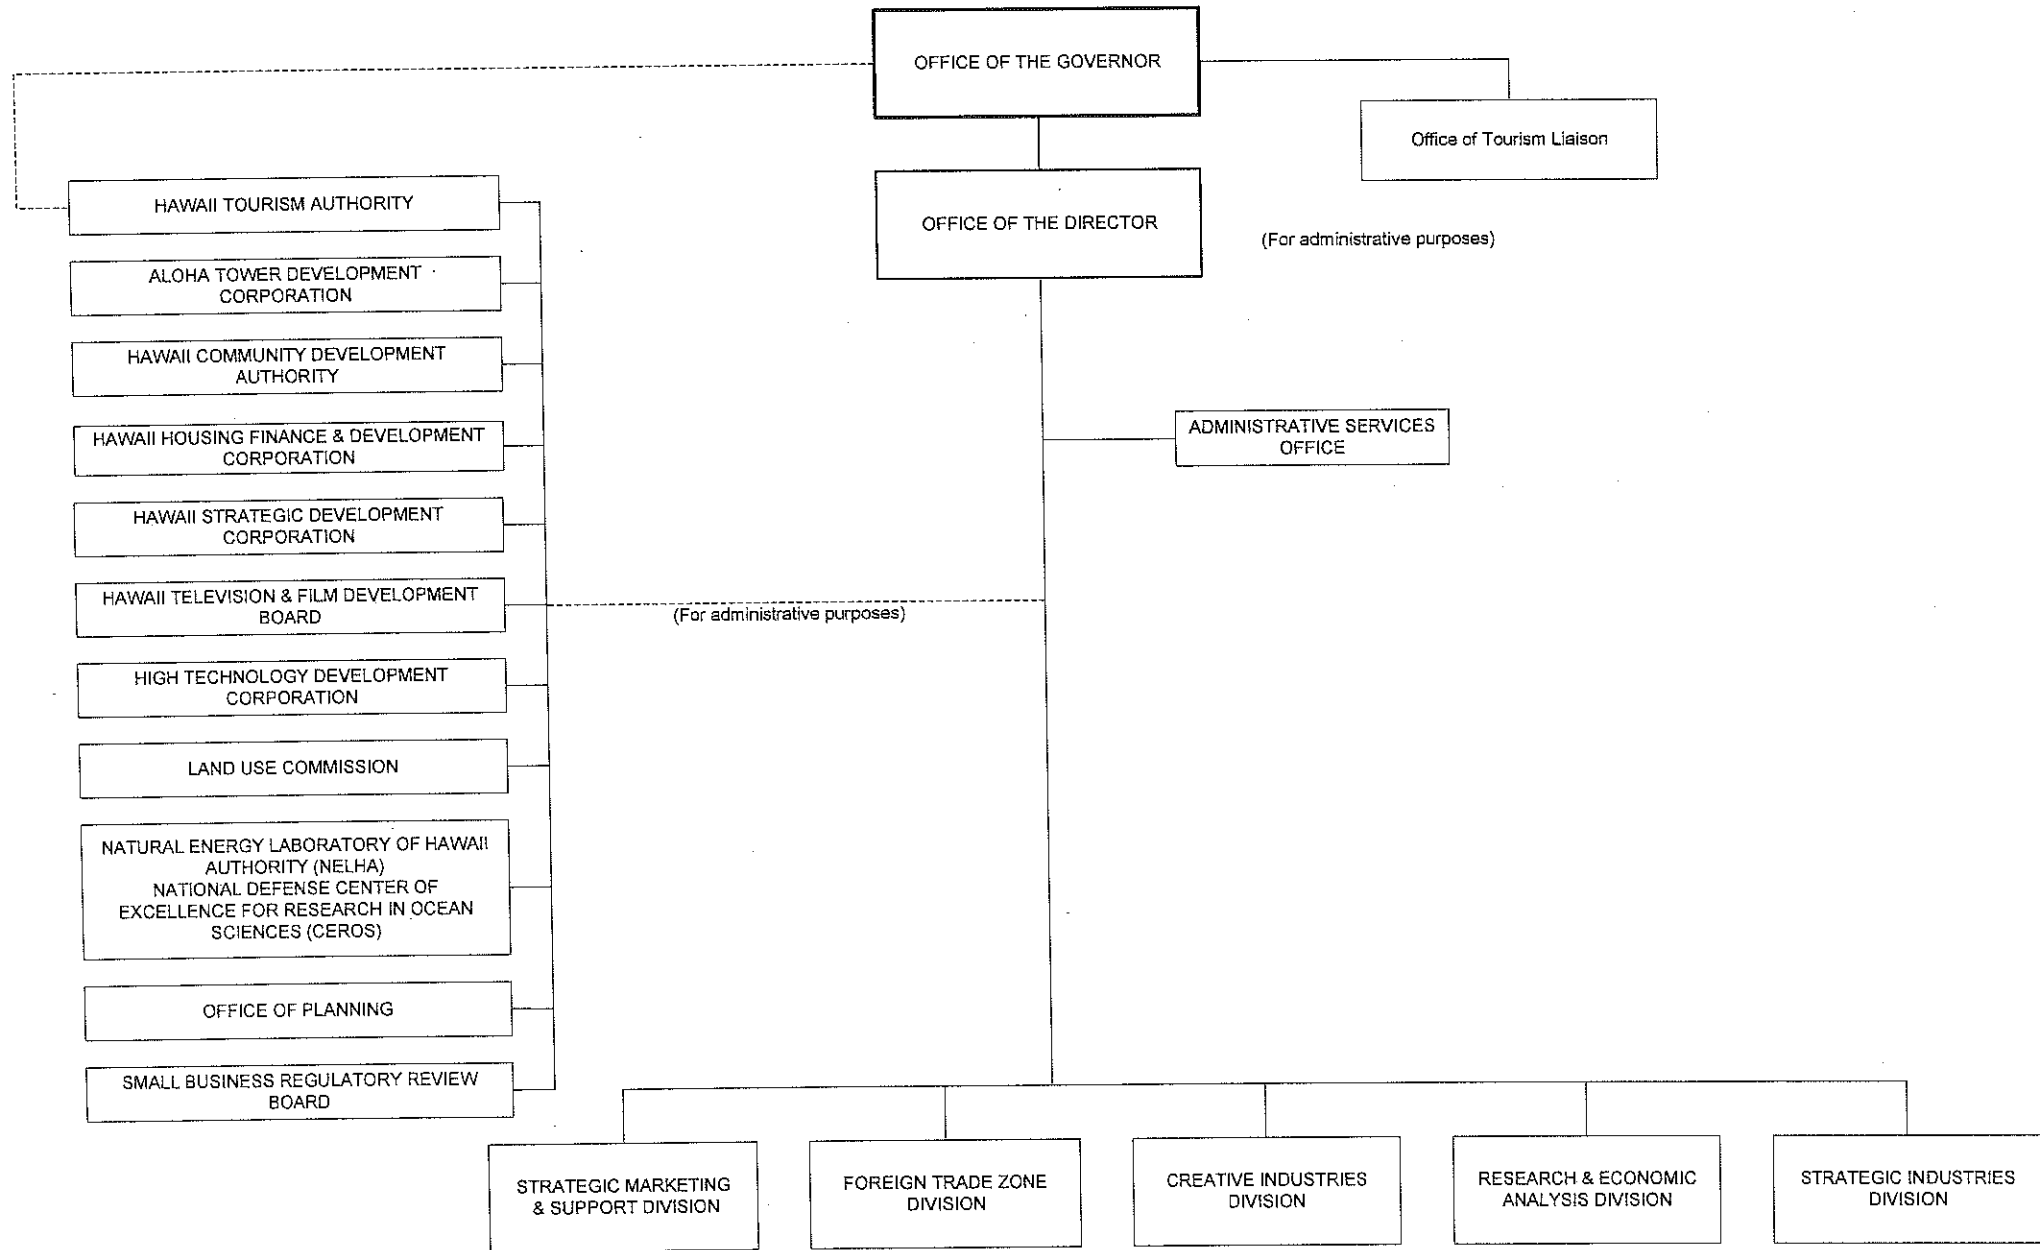 OFFICE OF THE GOVERNOR
Office of Tourism Liaison
OFFICE OF THE DIRECTOR
(For administrative purposes)
HAWAII TOURISM AUTHORITY
ALOHA TOWER DEVELOPMENT
CORPORATION
HAWAII COMMUNITY DEVELOPMENT
AUTHORITY
HAWAII HOUSING FINANCE & DEVELOPMENT
CORPORATION
HAWAII STRATEGIC DEVELOPMENT
CORPORATION
HAWAII TELEVISION & FILM DEVELOPMENT
BOARD
HIGH TECHNOLOGY DEVELOPMENT
CORPORATION
LAND USE COMMISSION
NATURAL ENERGY LABORATORY OF HAWAII
AUTHORITY (NELHA)
NATIONAL DEFENSE CENTER OF
EXCELLENCE FOR RESEARCH IN OCEAN
SCIENCES (CEROS)
OFFICE OF PLANNING
SMALL BUSINESS REGULATORY REVIEW
BOARD
(For administrative purposes)
ADMINISTRATIVE SERVICES
OFFICE
STRATEGIC MARKETING
& SUPPORT DIVISION
FOREIGN TRADE ZONE
DIVISION
CREATIVE INDUSTRIES
DIVISION
RESEARCH & ECONOMIC
ANALYSIS DIVISION
STRATEGIC INDUSTRIES
DIVISION